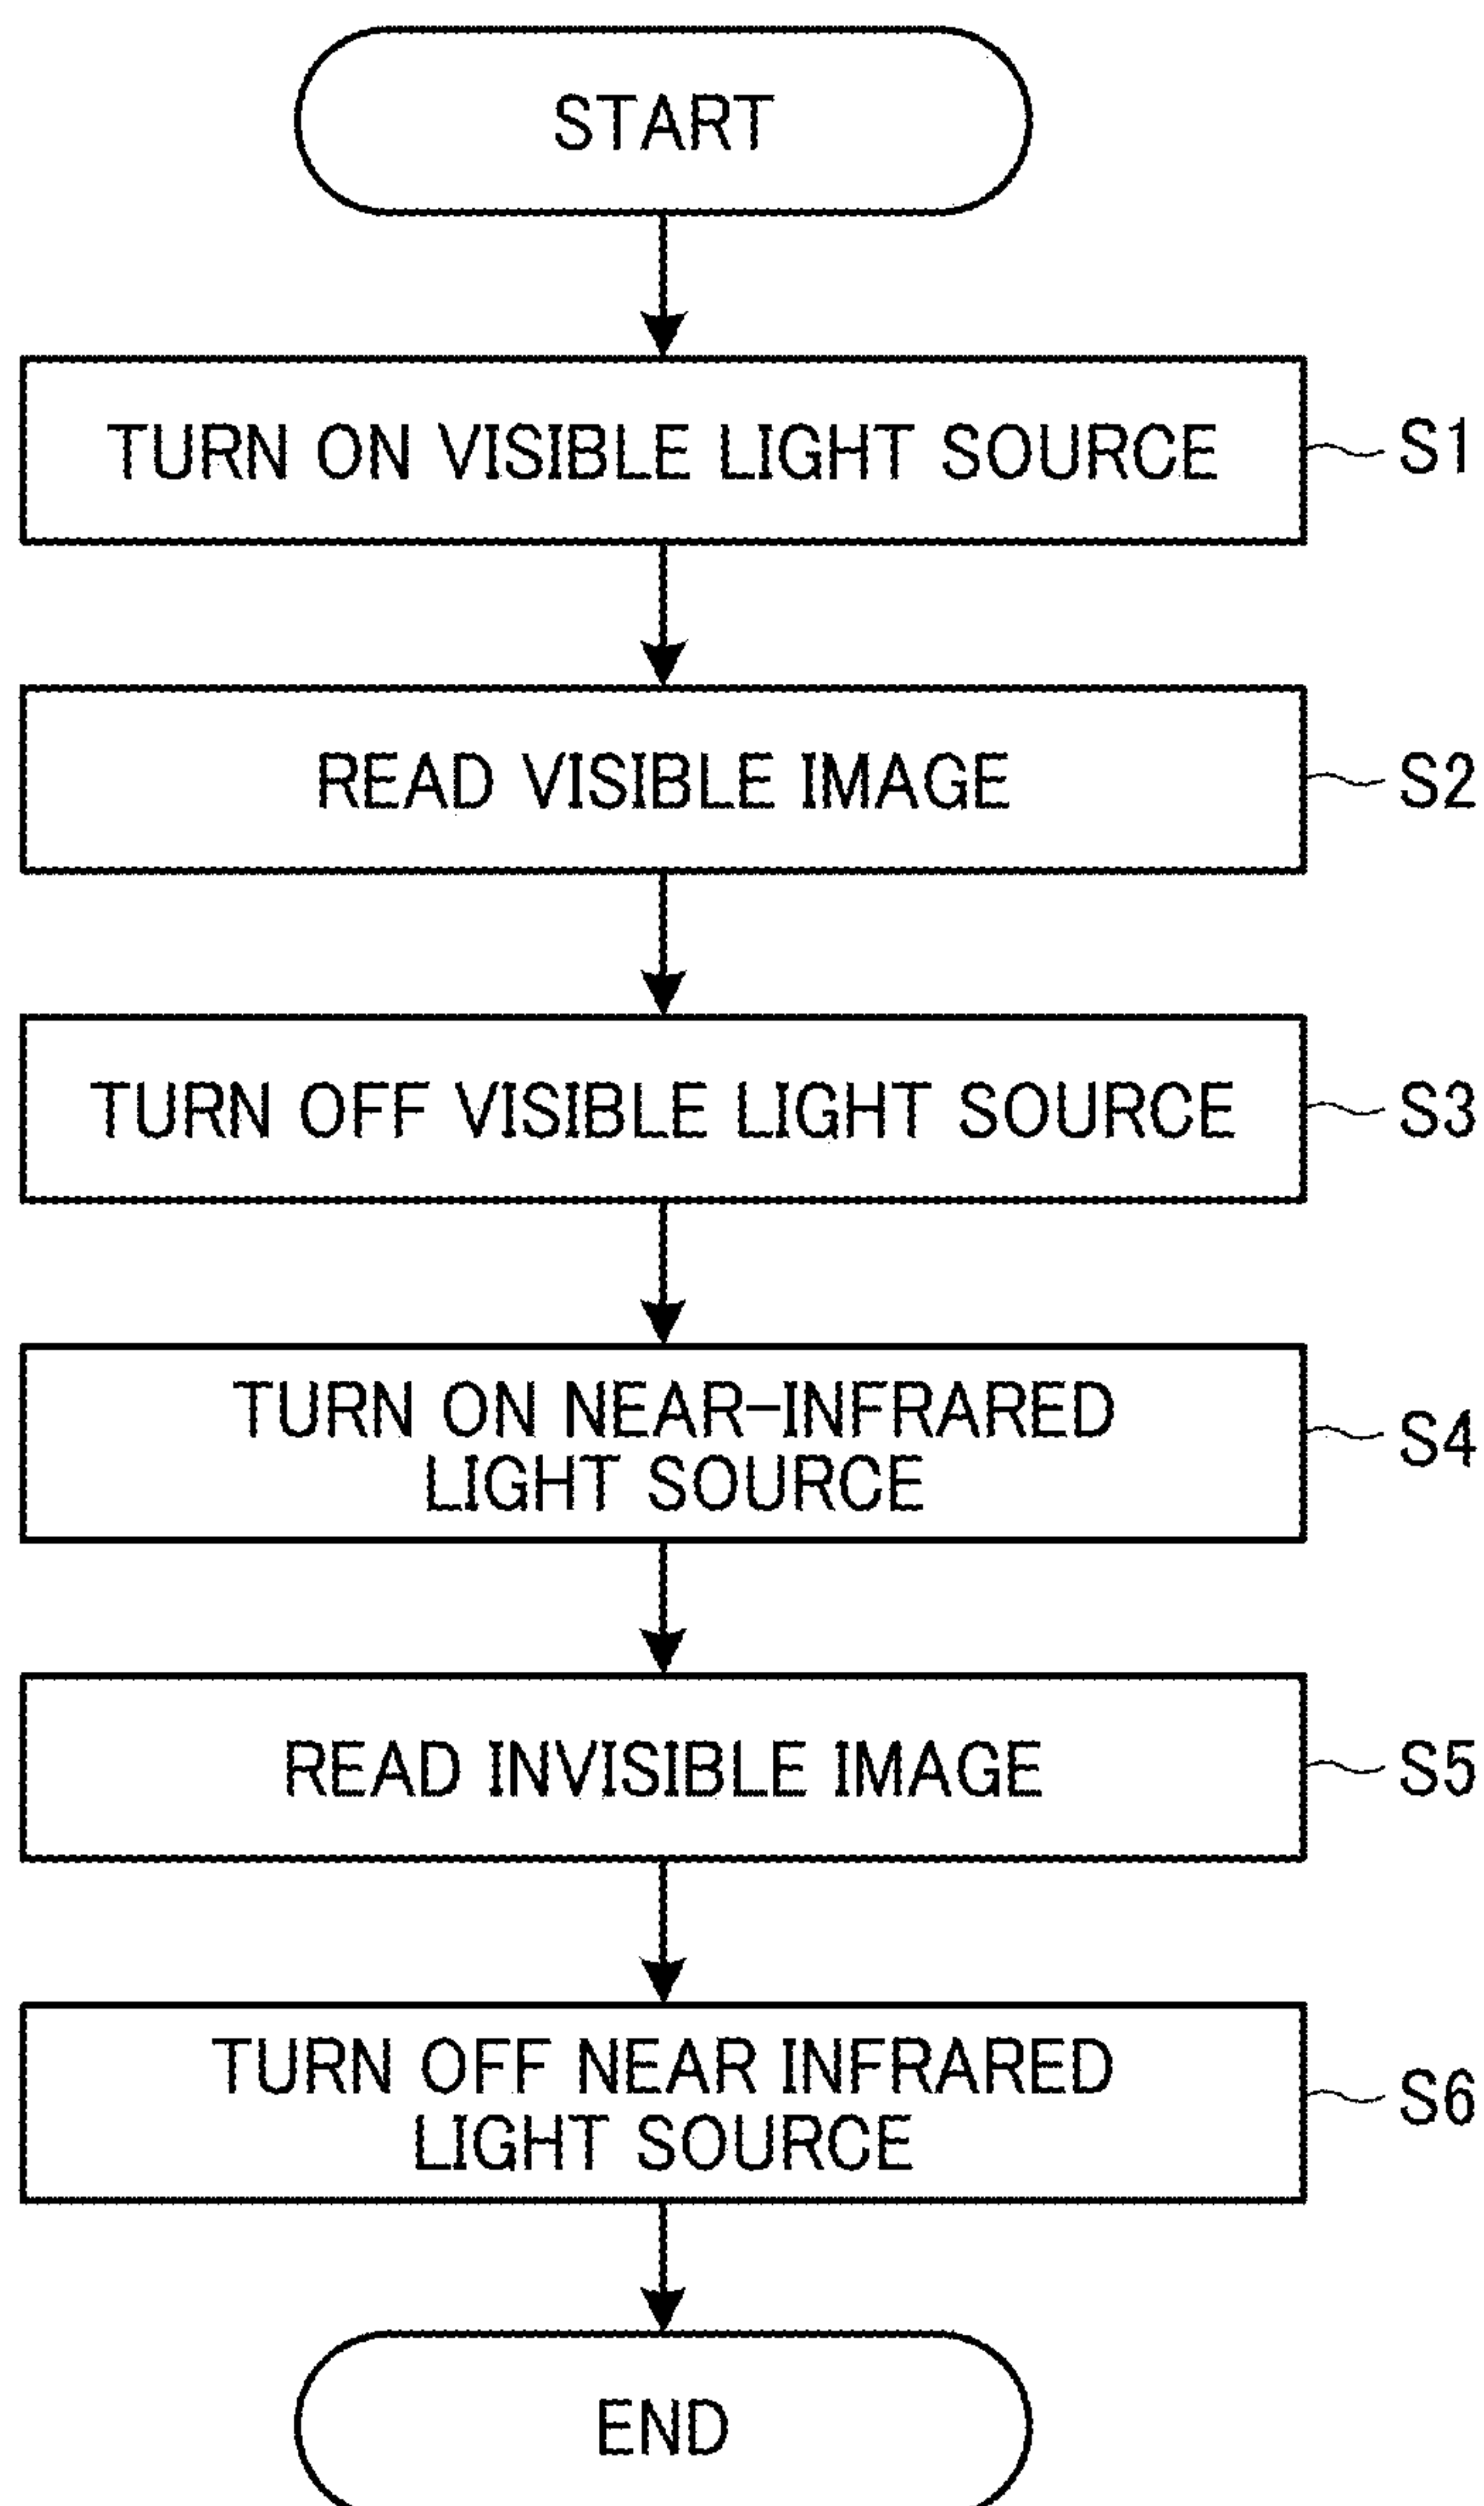 START
TURN ON VISIBLE LIGHT SOURCE
S1
READ VISIBLE IMAGE
S2
TURN OFF VISIBLE LIGHT SOURCE
S3
TURN ON NEAR-INFRARED
LIGHT SOURCE
S4
READ INVISIBLE IMAGE
S5
TURN OFF NEAR INFRARED
LIGHT SOURCE
S6
END